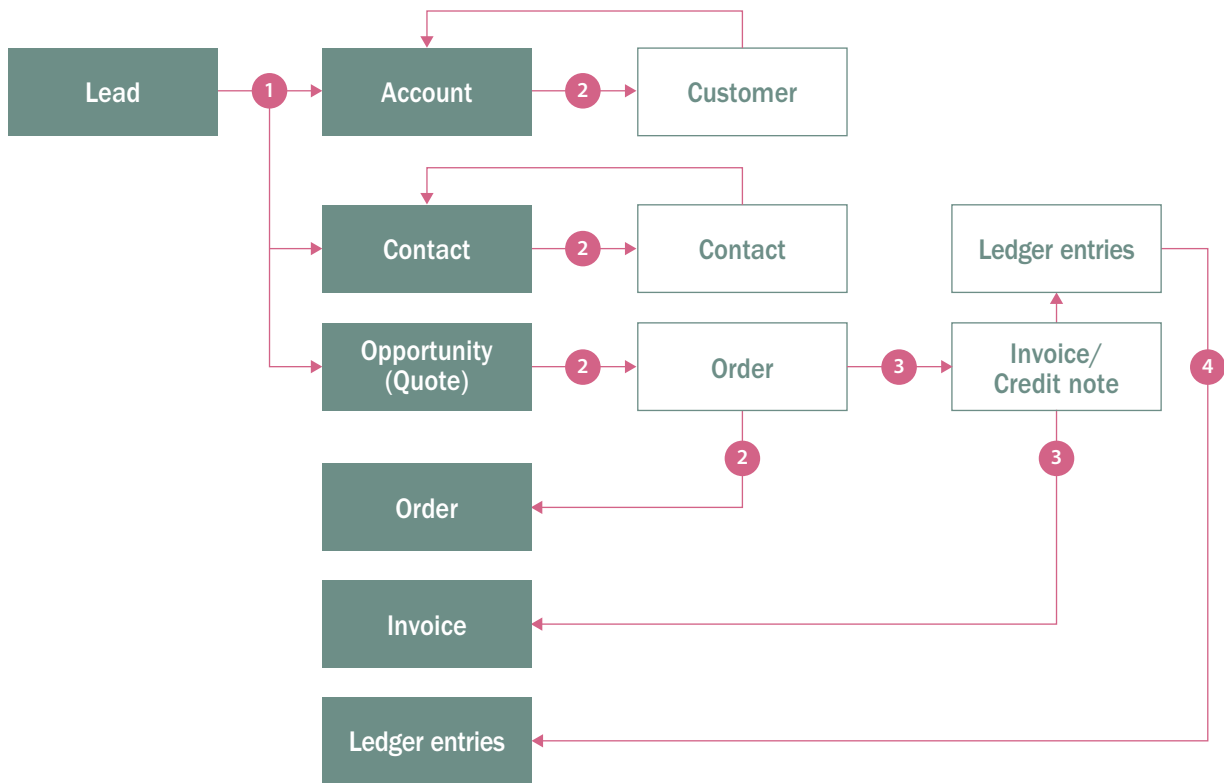 Lead
1
Account
2
Customer
Contact
2
Contact
Ledger entries
Opportunity
(Quote)
2
Order
3
Invoice/
Credit note
4
2
3
Order
Invoice
Ledger entries